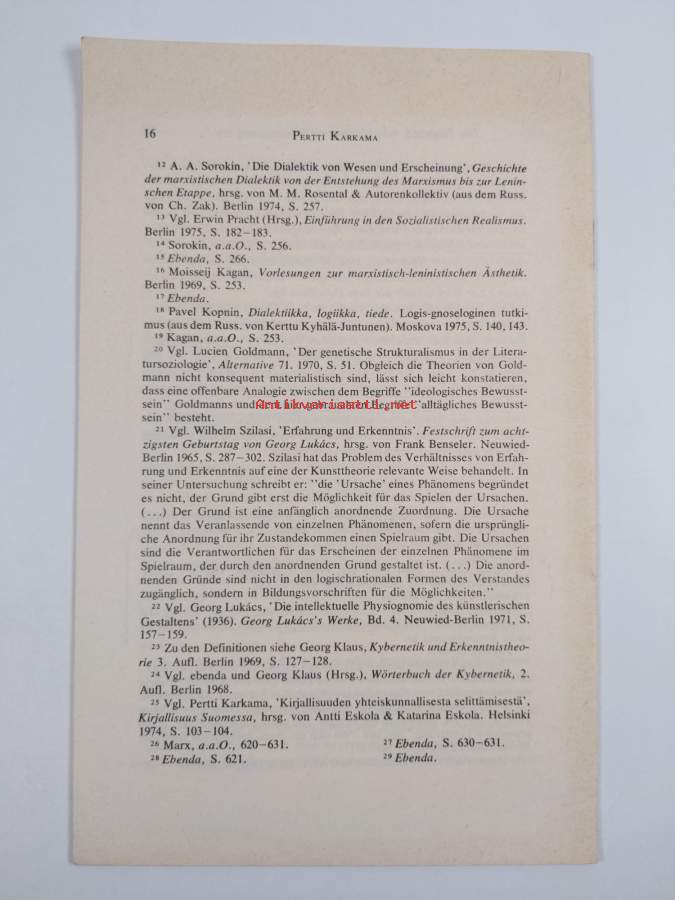 16
PERTTI KARKAMA
¹² A. A. Sorokin, 'Die Dialektik von Wesen und Erscheinung', Geschichte
der marxistischen Dialektik von der Entstehung des Marxismus bis zur Lenin-
schen Etappe, hrsg. von M. M. Rosental & Autorenkollektiv (aus dem Russ.
von Ch. Zak). Berlin 1974, S. 257.
¹³ Vgl. Erwin Pracht (Hrsg.), Einführung in den Sozialistischen Realismus.
Berlin 1975, S. 182–183.
¹⁴ Sorokin, a.a.O., S. 256.
¹⁵ Ebenda, S. 266.
¹⁶ Moisseij Kagan, Vorlesungen zur marxistisch-leninistischen Ästhetik.
Berlin 1969, S. 253.
¹⁷ Ebenda.
¹⁸ Pavel Kopnin, Dialektiikka, logiikka, tiede. Logis-gnoseloginen tutki-
mus (aus dem Russ. von Kerttu Kyhälä-Juntunen). Moskova 1975, S. 140, 143.
¹⁹ Kagan, a.a.O., S. 253.
²⁰ Vgl. Lucien Goldmann, 'Der genetische Strukturalismus in der Litera-
tursoziologie', Alternative 71. 1970, S. 51. Obgleich die Theorien von Gold-
mann nicht konsequent materialistisch sind, lässt sich leicht konstatieren,
dass eine offenbare Analogie zwischen dem Begriffe "ideologisches Bewusst-
sein" Goldmanns und Begriff "alltägliches Bewusst-
sein" besteht.
²¹ Vgl. Wilhelm Szilasi, 'Erfahrung und Erkenntnis'. Festschrift zum acht-
zigsten Geburtstag von Georg Lukács, hrsg. von Frank Benseler. Neuwied-
Berlin 1965, S. 287–302. Szilasi hat das Problem des Verhältnisses von Erfah-
rung und Erkenntnis auf eine der Kunsttheorie relevante Weise behandelt. In
seiner Untersuchung schreibt er: "die 'Ursache' eines Phänomens begründet
es nicht, der Grund gibt erst die Möglichkeit für das Spielen der Ursachen.
(...) Der Grund ist eine anfänglich anordnende Zuordnung. Die Ursache
nennt das Veranlassende von einzelnen Phänomenen, sofern die ursprüngli-
che Anordnung für ihr Zustandekommen einen Spielraum gibt. Die Ursachen
sind die Verantwortlichen für das Erscheinen der einzelnen Phänomene im
Spielraum, der durch den anordnenden Grund gestaltet ist. (...) Die anord-
nenden Gründe sind nicht in den logischrationalen Formen des Verstandes
zugänglich, sondern in Bildungsvorschriften für die Möglichkeiten."
²² Vgl. Georg Lukács, 'Die intellektuelle Physiognomie des künstlerischen
Gestaltens' (1936). Georg Lukács's Werke, Bd. 4. Neuwied-Berlin 1971, S.
157–159.
²³ Zu den Definitionen siehe Georg Klaus, Kybernetik und Erkenntnistheo-
rie 3. Aufl. Berlin 1969, S. 127–128.
²⁴ Vgl. ebenda und Georg Klaus (Hrsg.), Wörterbuch der Kybernetik, 2.
Aufl. Berlin 1968.
²⁵ Vgl. Pertti Karkama, 'Kirjallisuuden yhteiskunnallisesta selittämisestä',
Kirjallisuus Suomessa, hrsg. von Antti Eskola & Katarina Eskola. Helsinki
1974, S. 103–104.
²⁶ Marx, a.a.O., 620–631.
²⁷ Ebenda, S. 630–631.
²⁸ Ebenda, S. 621.
²⁹ Ebenda.